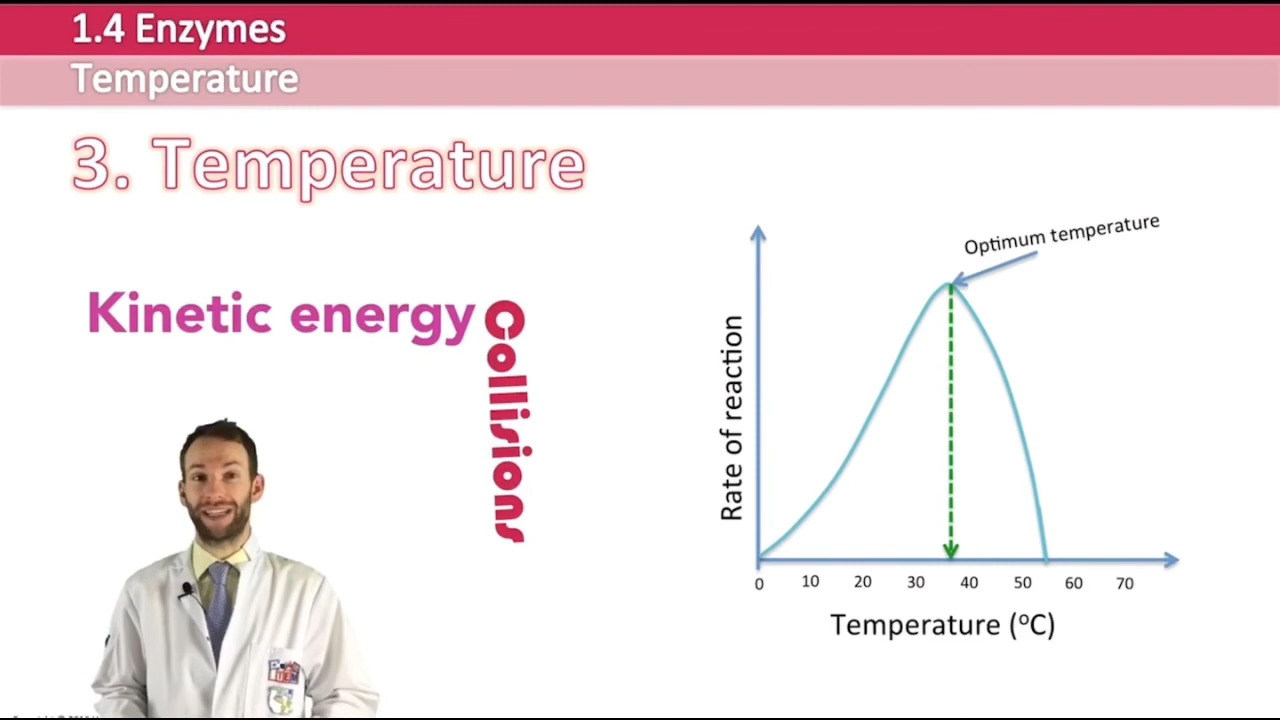 1.4 Enzymes
Temperature
3. Temperature
Kinetic energy
Collisions
Optimum temperature
Rate of reaction
0 10 20 30 40 50 60 70
Temperature (°C)